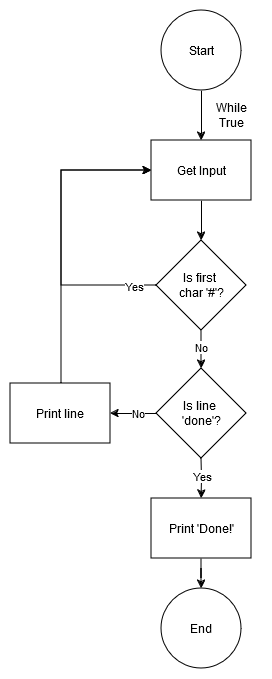 Start
While
True
Get Input
Is first
char '#'?
Yes
No
Is line
'done'?
No
Print line
Yes
Print 'Done!'
End